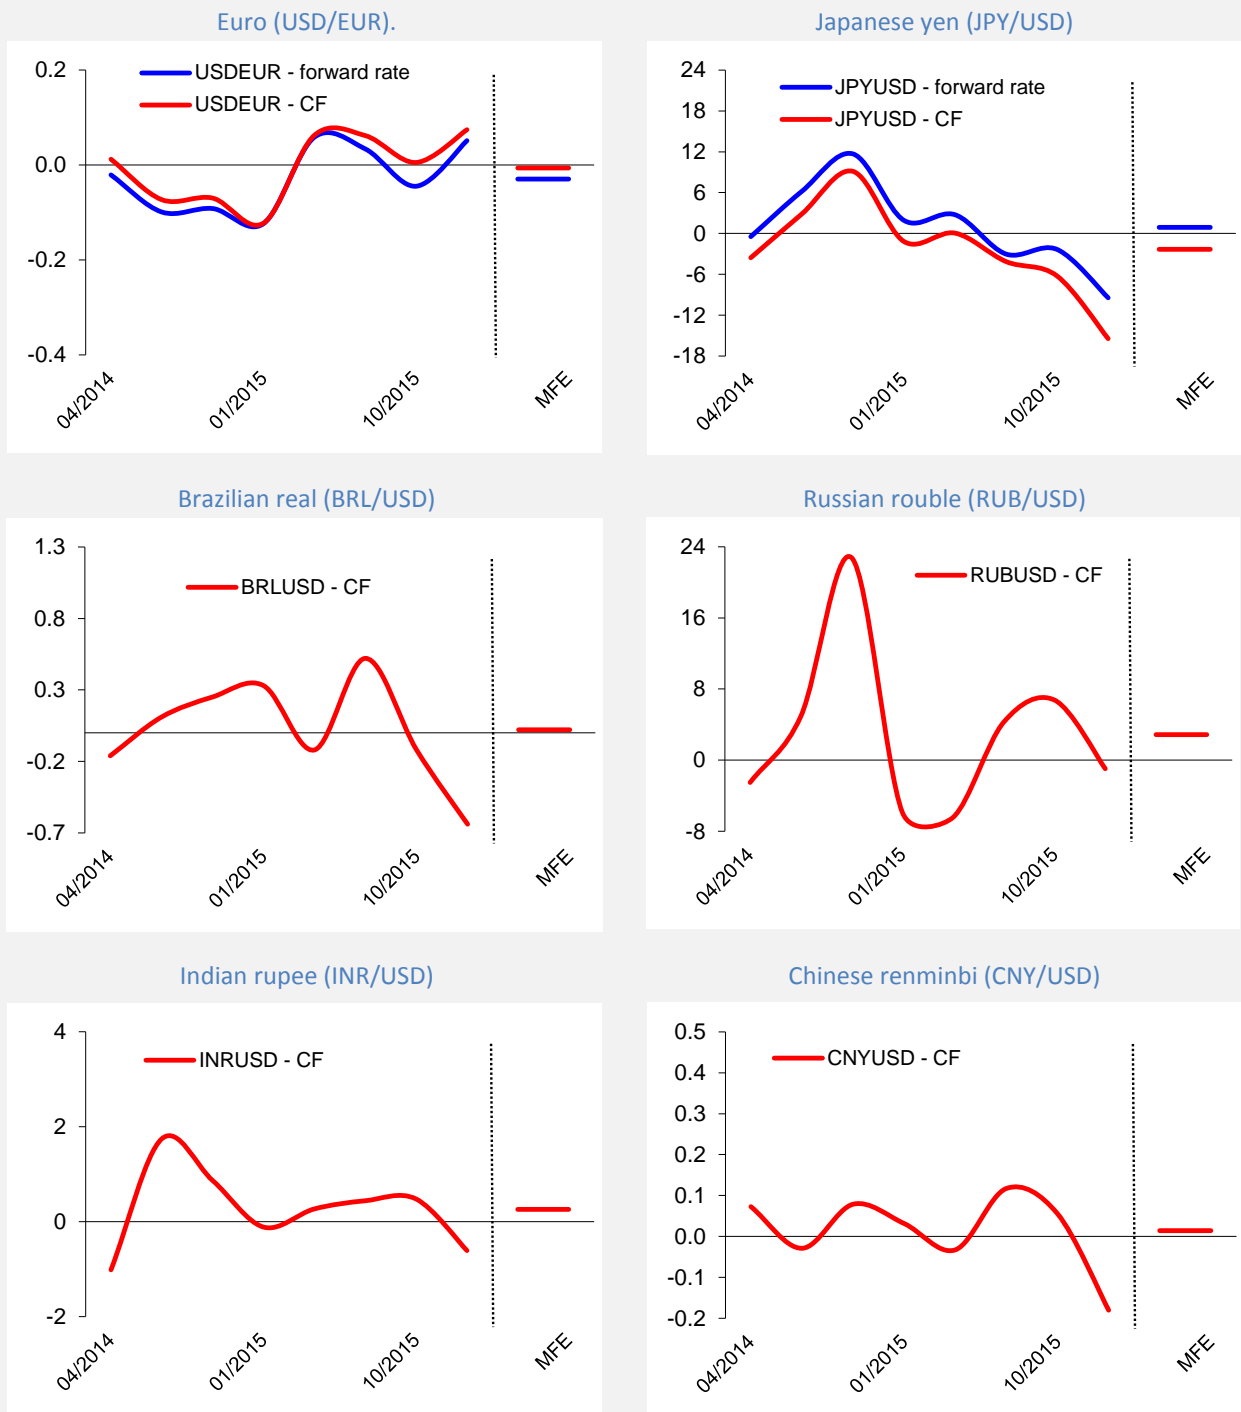 Euro (USD/EUR).
0.2
0.0
-0.2
-0.4
USDEUR - forward rate
USDEUR - CF
04/2014
01/2015
10/2015
MFE
Japanese yen (JPY/USD)
24
18
12
6
0
-6
-12
-18
JPYUSD - forward rate
JPYUSD - CF
04/2014
01/2015
10/2015
MFE
Brazilian real (BRL/USD)
1.3
0.8
0.3
-0.2
-0.7
BRLUSD - CF
04/2014
01/2015
10/2015
MFE
Russian rouble (RUB/USD)
24
16
8
0
-8
RUBUSD - CF
04/2014
01/2015
10/2015
MFE
Indian rupee (INR/USD)
4
2
0
-2
INRUSD - CF
04/2014
01/2015
10/2015
MFE
Chinese renminbi (CNY/USD)
0.5
0.4
0.3
0.2
0.1
0.0
-0.1
-0.2
CNYUSD - CF
04/2014
01/2015
10/2015
MFE